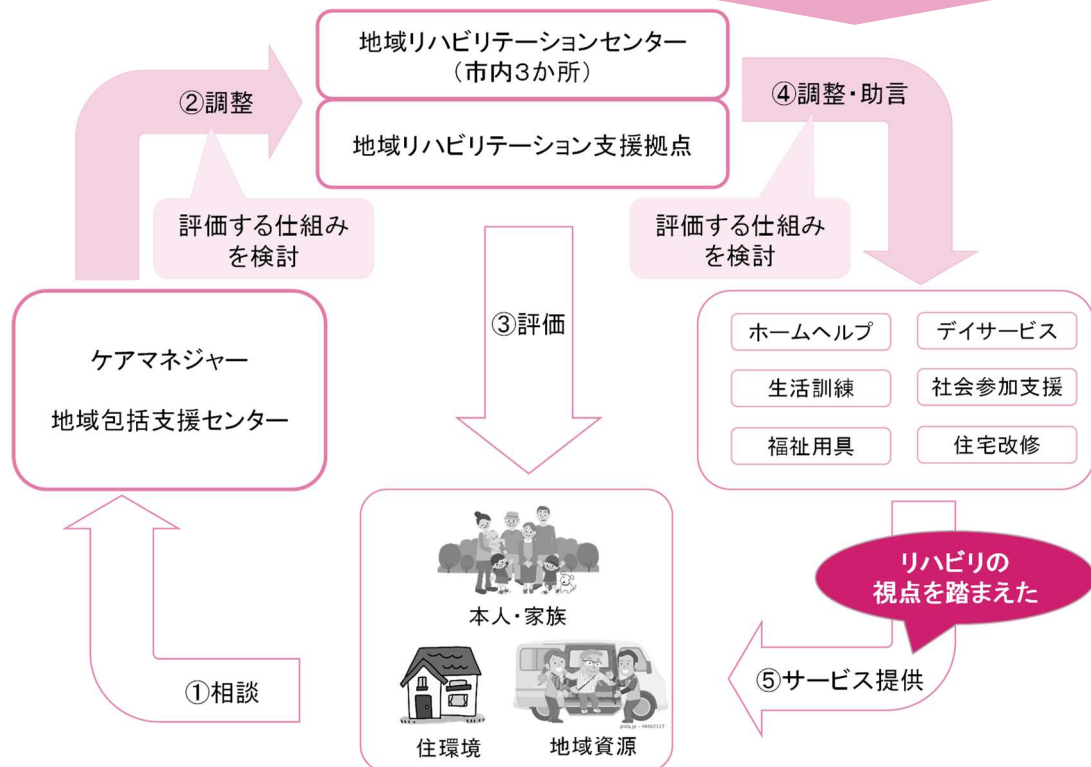 地域リハビリテーションセンター
（市内３か所）
地域リハビリテーション支援拠点
②調整
④調整・助言
評価する仕組み
を検討
評価する仕組み
を検討
③評価
ケアマネジャー
地域包括支援センター
ホームヘルプ
デイサービス
生活訓練
社会参加支援
福祉用具
住宅改修
リハビリの
視点を踏まえた
本人・家族
①相談
⑤サービス提供
住環境
地域資源